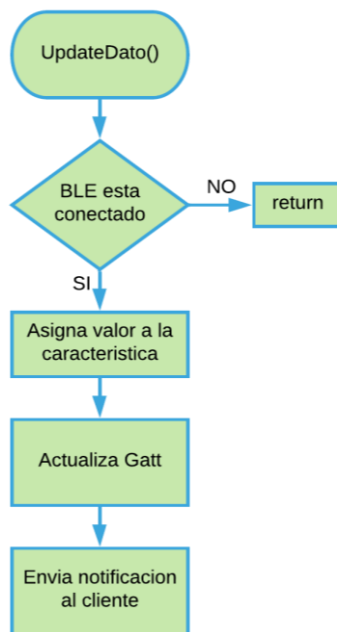 UpdateDato()
BLE esta
conectado
NO
return
SI
Asigna valor a la
caracteristica
Actualiza Gatt
Envia notificacion
al cliente